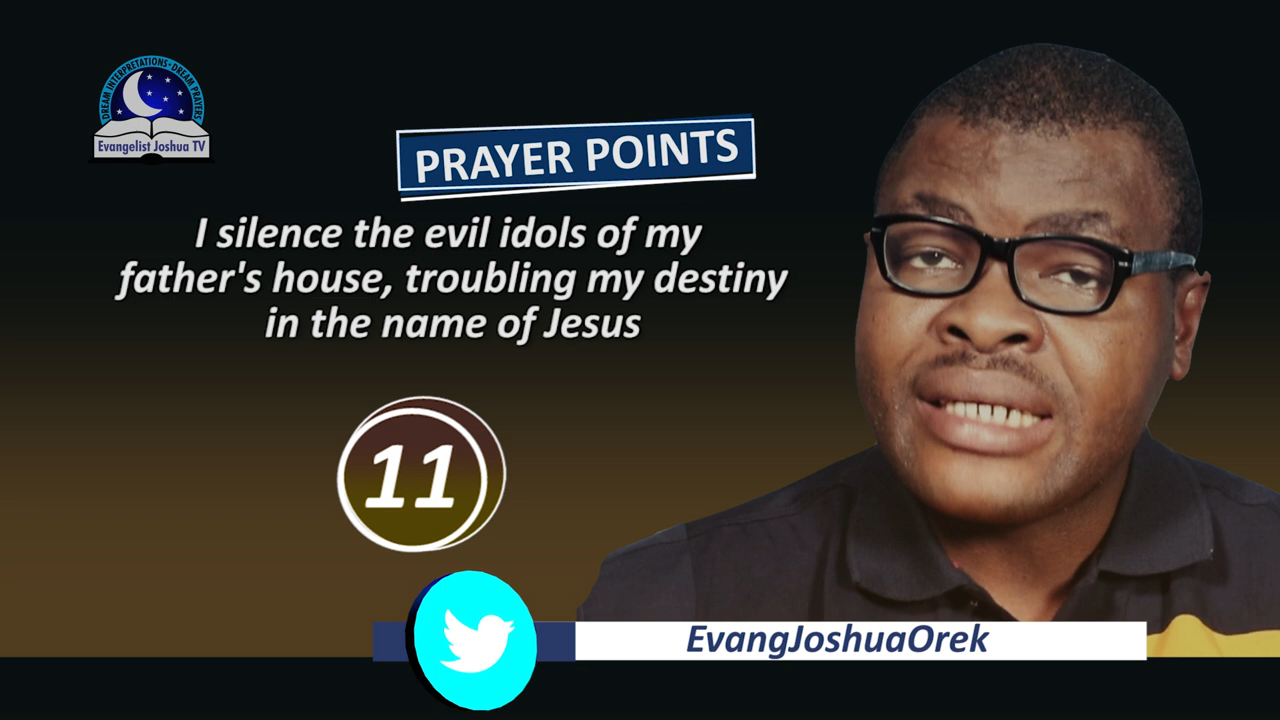 DREAM INTERPRETATIONS-DREAM PRAYERS
Evangelist Joshua TV
PRAYER POINTS
I silence the evil idols of my
father's house, troubling my destiny
in the name of Jesus
11
EvangJoshuaOrek